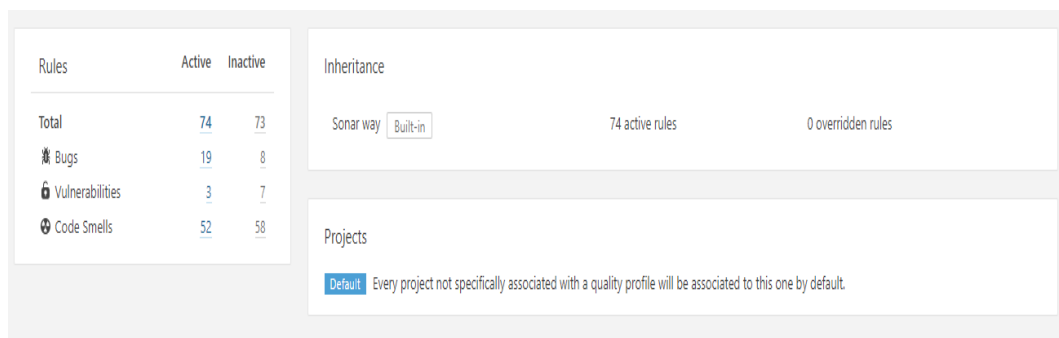 Rules Active Inactive
Total 74 73
Bugs 19 8
Vulnerabilities 3 7
Code Smells 52 58
Inheritance
Sonar way Built-in 74 active rules 0 overridden rules
Projects
Default Every project not specifically associated with a quality profile will be associated to this one by default.